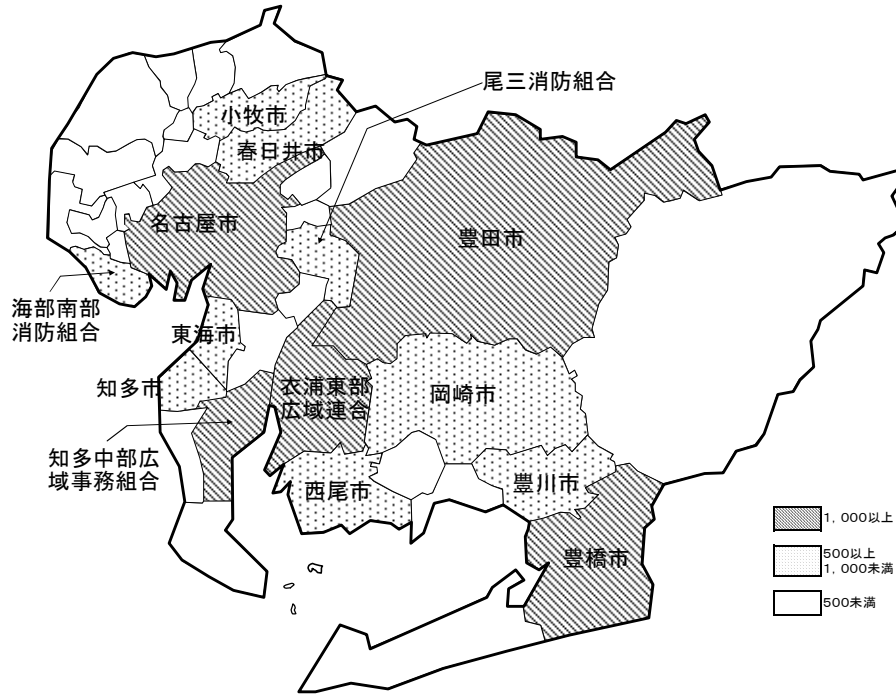 尾三消防組合
小牧市
春日井市
名古屋市
豊田市
海部南部
消防組合
東海市
知多市
衣浦東部
広域連合
岡崎市
知多中部広
域事務組合
西尾市
豊川市
豊橋市
1，000以上
500以上
1，000未満
500未満